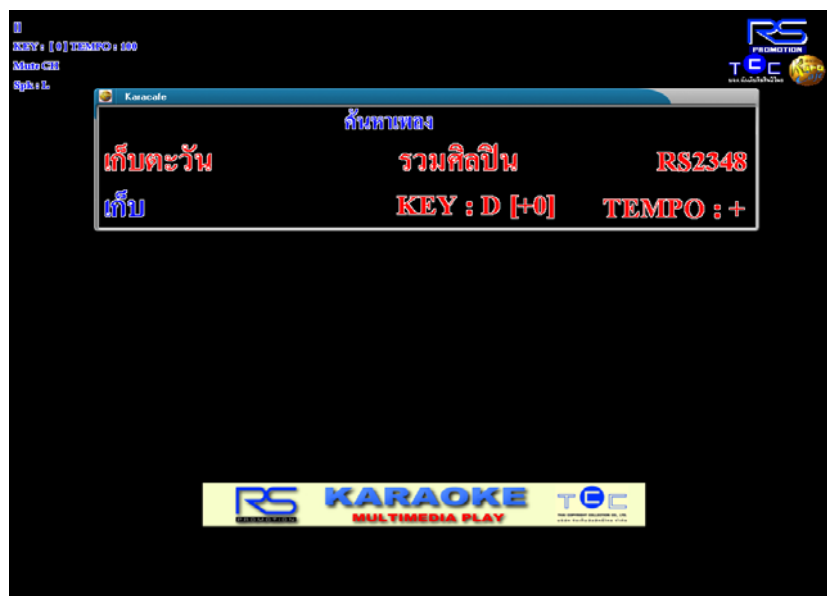 KEY : [ 0 ] TEMPO : 100
Mute CH
Spk : L
RS
PROMOTION
TCC
Karacafe
ค้นหาเพลง
เก็บตะวัน รวมศิลปิน RS2348
เก็บ KEY : D [+0] TEMPO : +
RS
PROMOTION
KARAOKE
MULTIMEDIA PLAY
TCC